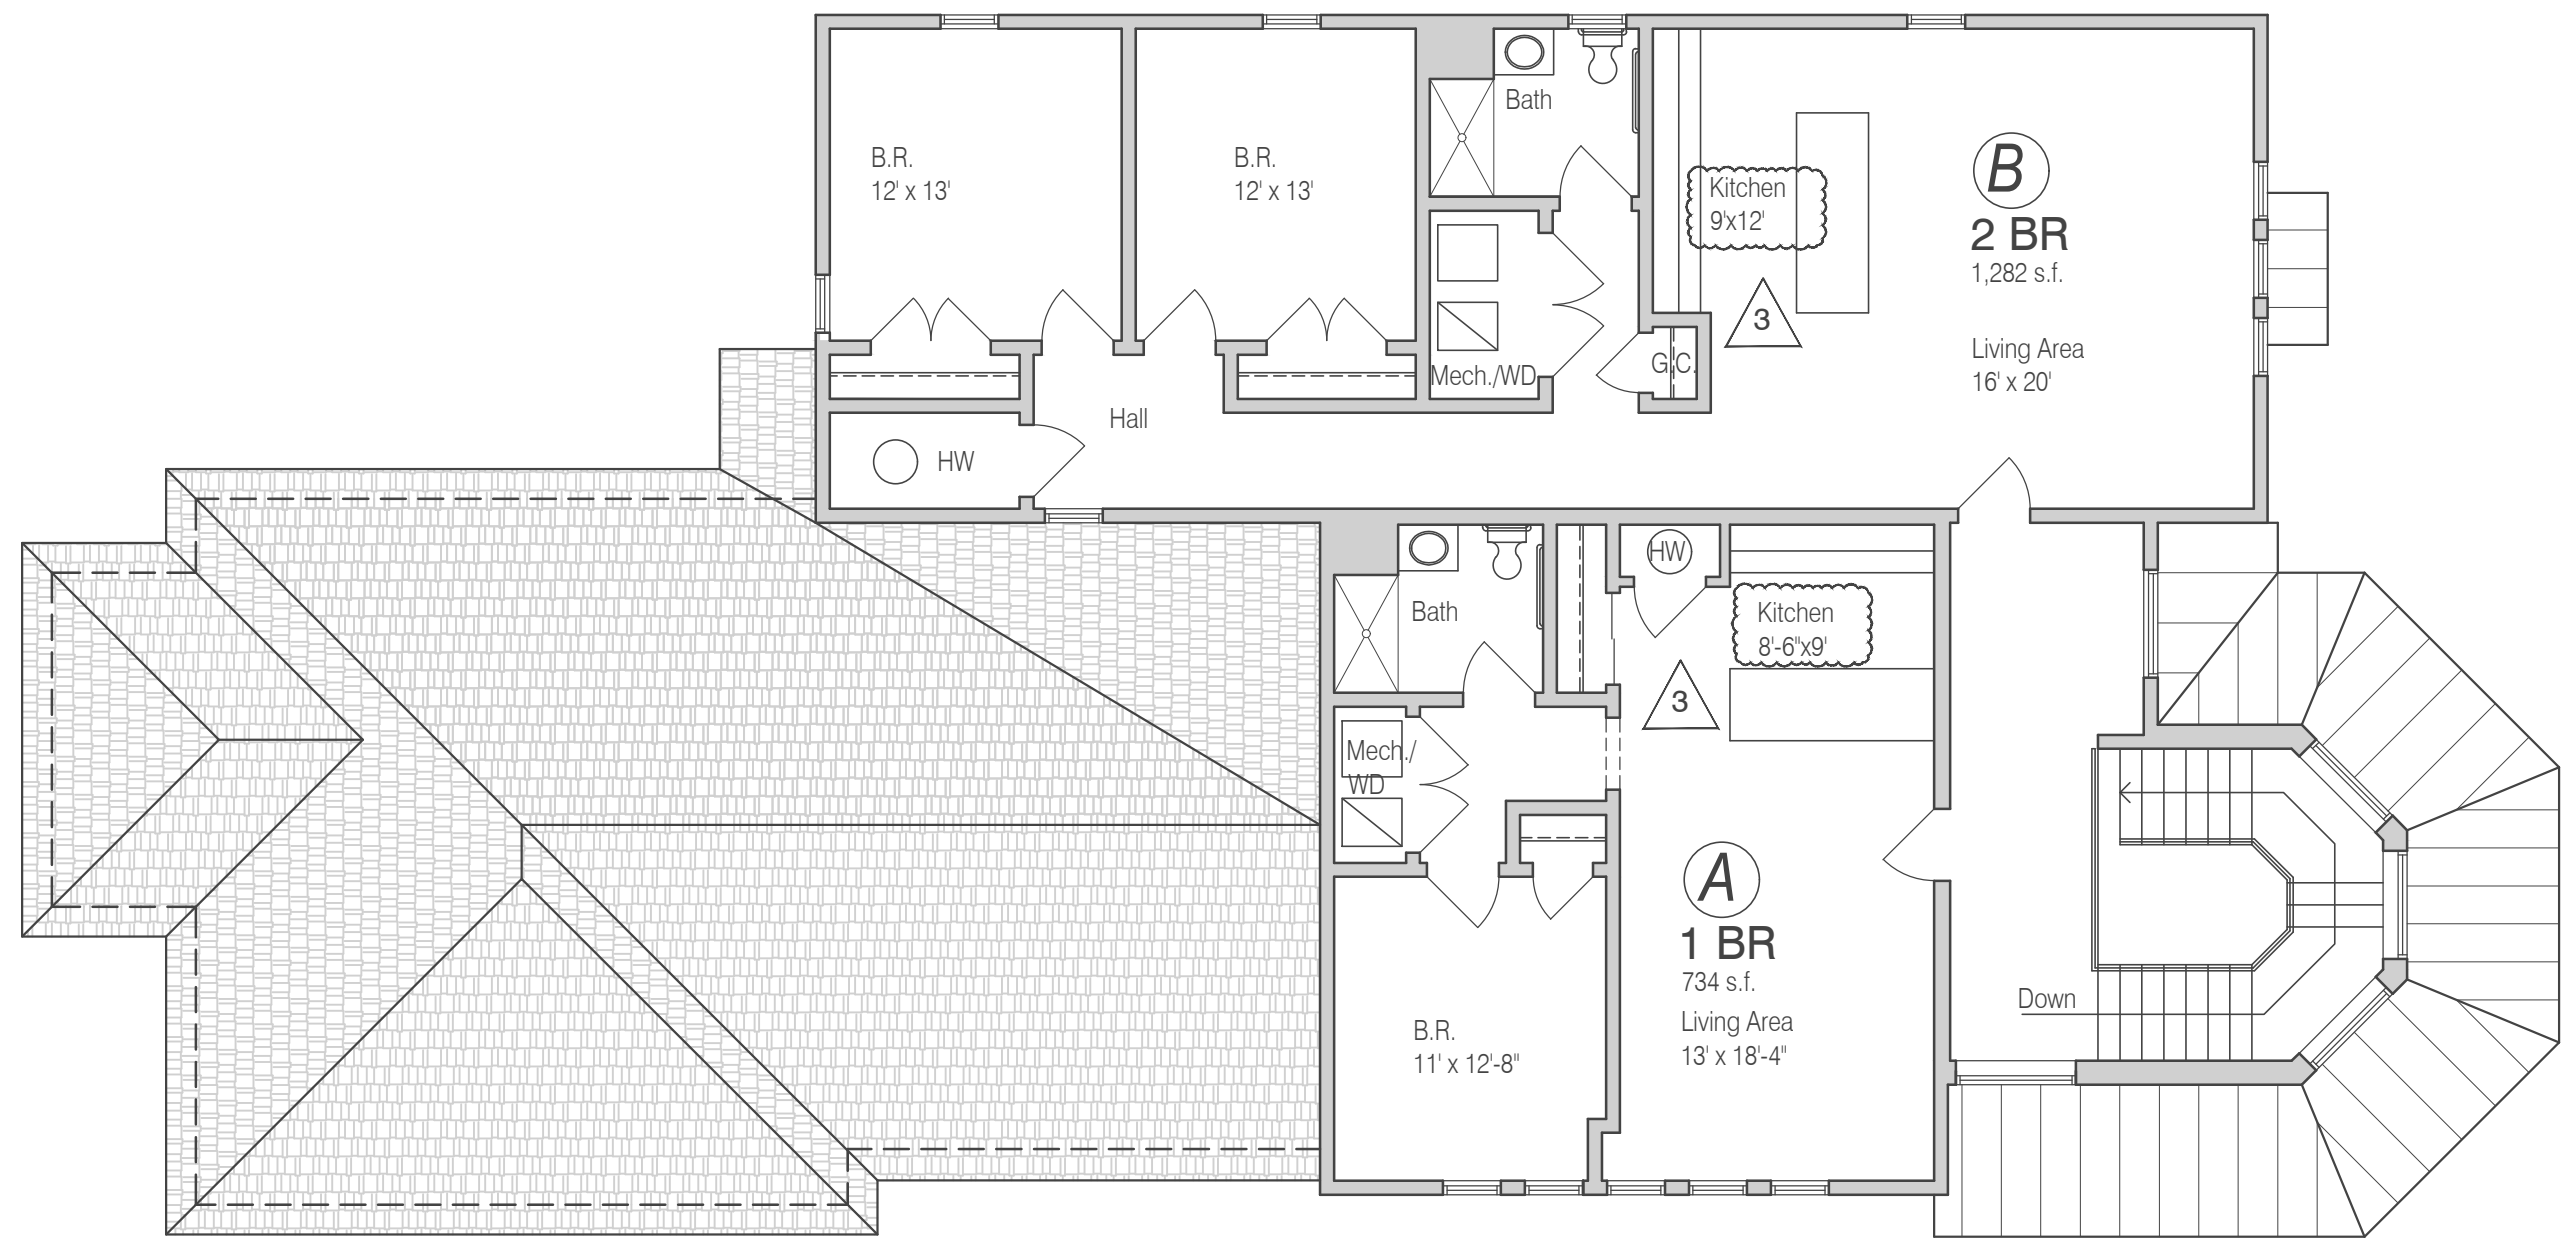 B.R.
12' x 13'
B.R.
12' x 13'
Bath
Kitchen
9'x12'
B
2 BR
1,282 s.f.
3
Living Area
16' x 20'
Mech./WD
G.C.
Hall
HW
HW
Bath
Kitchen
8'-6"x9'
3
Mech./
WD
A
1 BR
734 s.f.
Living Area
13' x 18'-4"
B.R.
11' x 12'-8"
Down